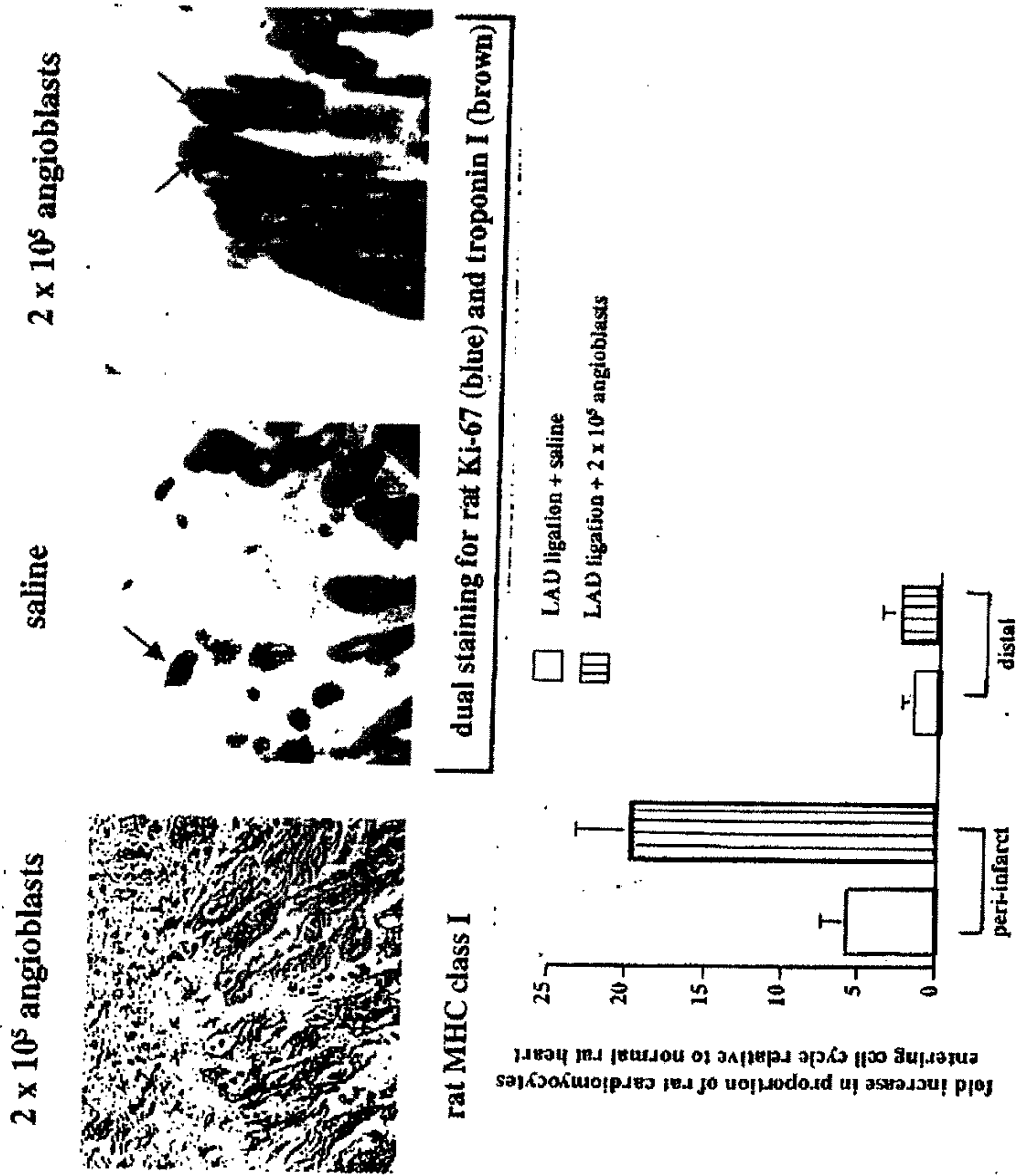 2 x 10⁵ angioblasts
saline
2 x 10⁵ angioblasts
rat MHC class I
dual staining for rat Ki-67 (blue) and troponin I (brown)
LAD ligation + saline
LAD ligation + 2 x 10⁵ angioblasts
fold increase in proportion of rat cardiomyocytes
entering cell cycle relative to normal rat heart
25
20
15
10
5
0
peri-infarct
distal